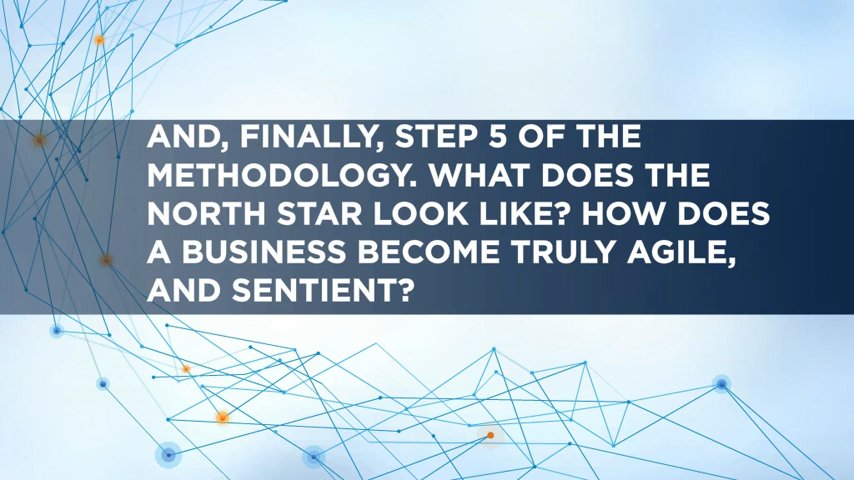 AND, FINALLY, STEP 5 OF THE
METHODOLOGY. WHAT DOES THE
NORTH STAR LOOK LIKE? HOW DOES
A BUSINESS BECOME TRULY AGILE,
AND SENTIENT?